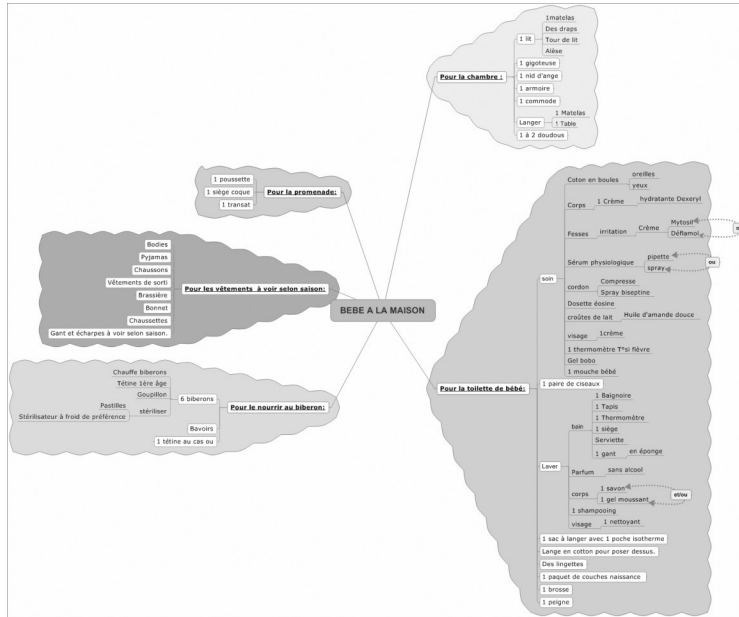 BEBE A LA MAISON
Pour la chambre :
1 lit
1matelas
Des draps
Tour de lit
Alèse
1 gigoteuse
1 nid d'ange
1 armoire
1 commode
Langer
1 Matelas
1 Table
1 à 2 doudous
Pour la promenade:
1 poussette
1 siège coque
1 transat
Pour les vêtements à voir selon saison:
Bodies
Pyjamas
Chaussons
Vêtements de sorti
Brassière
Bonnet
Chaussettes
Gant et écharpes à voir selon saison.
Pour le nourrir au biberon:
6 biberons
Chauffe biberons
Tétine 1ère âge
Goupillon
stériliser
Pastilles
Stérilisateur à froid de préférence
Bavoirs
1 tétine au cas ou
Pour la toilette de bébé:
soin
Coton en boules
oreilles
yeux
Corps
1 Crème
hydratante Dexeryl
Fesses
irritation
Crème
Mytosil
Déflamol
Sérum physiologique
pipette
spray
ou
cordon
Compresse
Spray biseptine
Dosette éosine
croûtes de lait
Huile d'amande douce
visage
1crème
1 thermomètre T°si fièvre
Gel bobo
1 mouche bébé
1 paire de ciseaux
Laver
bain
1 Baignoire
1 Tapis
1 Thermomètre
1 siège
Serviette
1 gant
en éponge
Parfum
sans alcool
corps
1 savon
1 gel moussant
et/ou
1 shampooing
visage
1 nettoyant
1 sac à langer avec 1 poche isotherme
Lange en cotton pour poser dessus.
Des lingettes
1 paquet de couches naissance
1 brosse
1 peigne